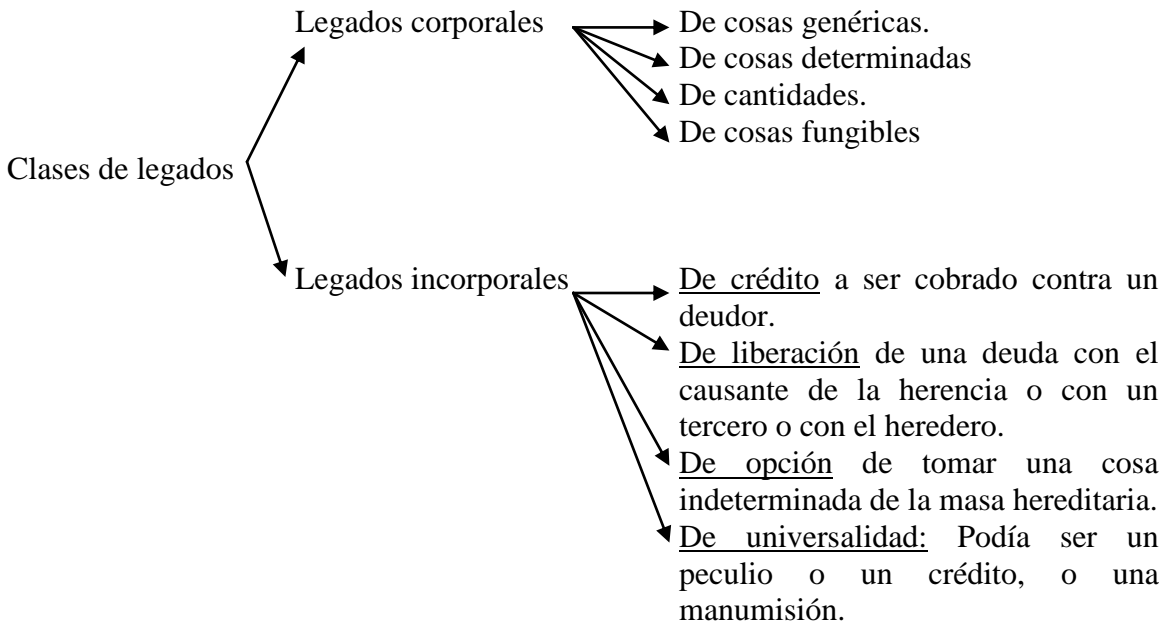 Legados corporales
De cosas genéricas.
De cosas determinadas
De cantidades.
De cosas fungibles
Clases de legados
Legados incorporales
De crédito a ser cobrado contra un
deudor.
De liberación de una deuda con el
causante de la herencia o con un
tercero o con el heredero.
De opción de tomar una cosa
indeterminada de la masa hereditaria.
De universalidad: Podía ser un
peculio o un crédito, o una
manumisión.